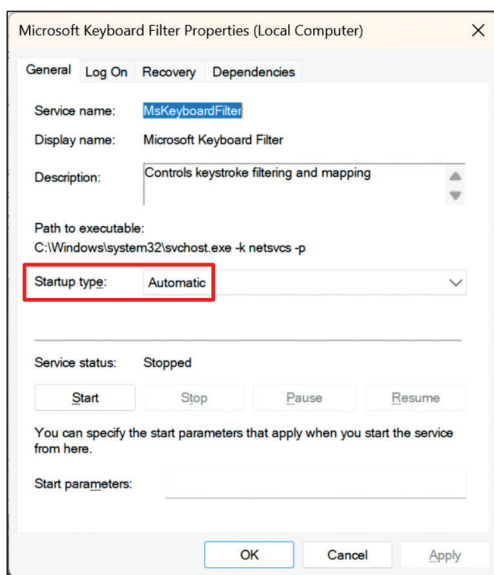 Microsoft Keyboard Filter Properties (Local Computer)
General Log On Recovery Dependencies
Service name: MsKeyboardFilter
Display name: Microsoft Keyboard Filter
Description: Controls keystroke filtering and mapping
Path to executable:
C:\Windows\system32\svchost.exe -k netsvcs -p
Startup type: Automatic
Service status: Stopped
Start Stop Pause Resume
You can specify the start parameters that apply when you start the service
from here.
Start parameters:
OK Cancel Apply